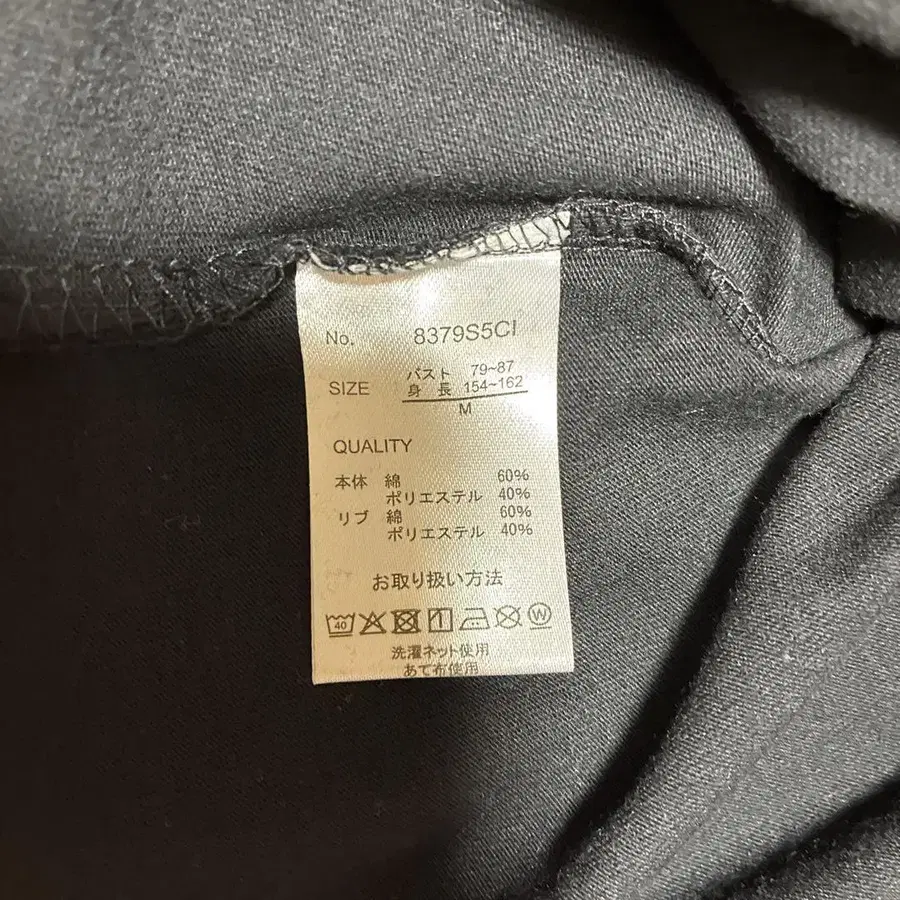 No. 8379S5CI
SIZE バスト 79~87
身長 154~162
M
QUALITY
本体 綿 60%
ポリエステル 40%
リブ 綿 60%
ポリエステル 40%
お取り扱い方法
40 W
洗濯ネット使用
あて布使用